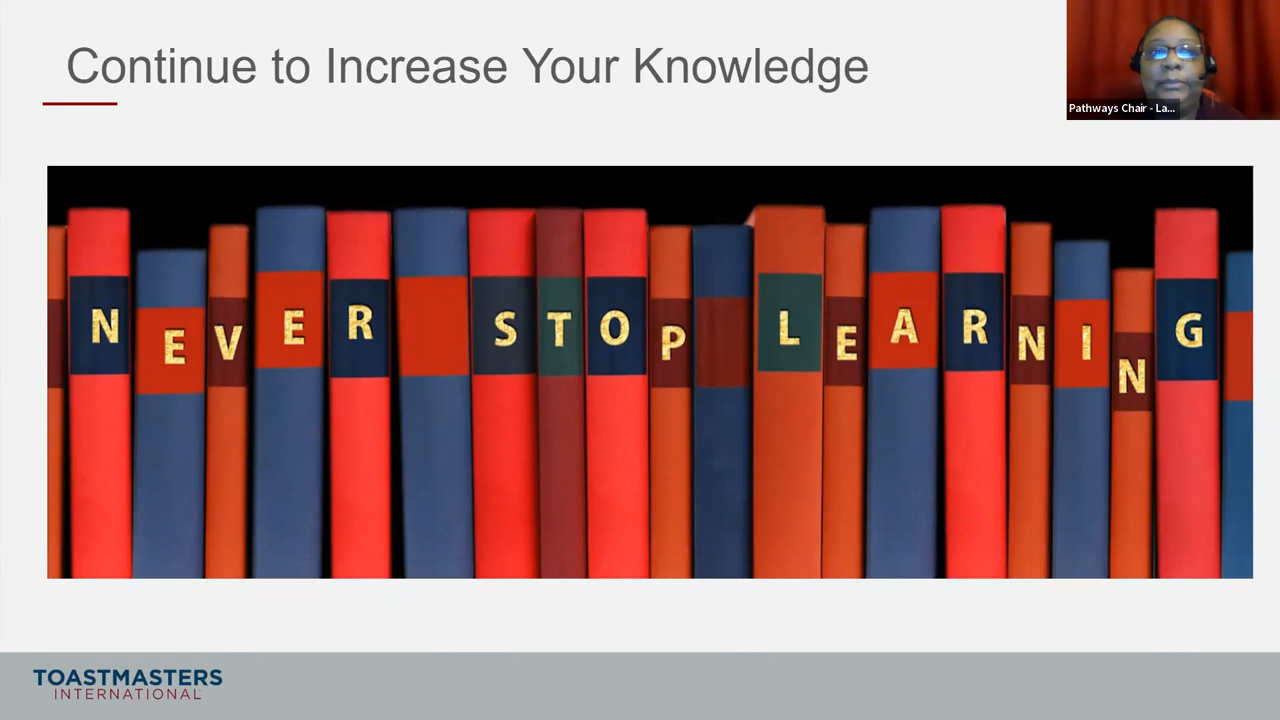 Continue to Increase Your Knowledge
Pathways Chair - La...
NEVER STOP LEARNING
TOASTMASTERS
INTERNATIONAL